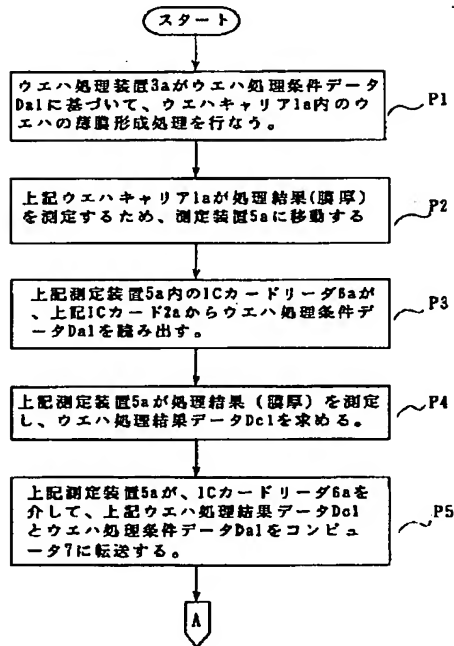 スタート
ウエハ処理装置3aがウエハ処理条件データ
Da1に基づいて、ウエハキャリア1a内のウ
エハの薄膜形成処理を行なう。
P1
上記ウエハキャリア1aが処理結果(膜厚)
を測定するため、測定装置5aに移動する
P2
上記測定装置5a内のICカードリーダ6aが
、上記ICカード2aからウエハ処理条件デ
ータDa1を読み出す。
P3
上記測定装置5aが処理結果(膜厚)を測定
し、ウエハ処理結果データDc1を求める。
P4
上記測定装置5aが、ICカードリーダ6aを
介して、上記ウエハ処理結果データDc1
とウエハ処理条件データDa1をコンピュ
ータ7に転送する。
P5
A